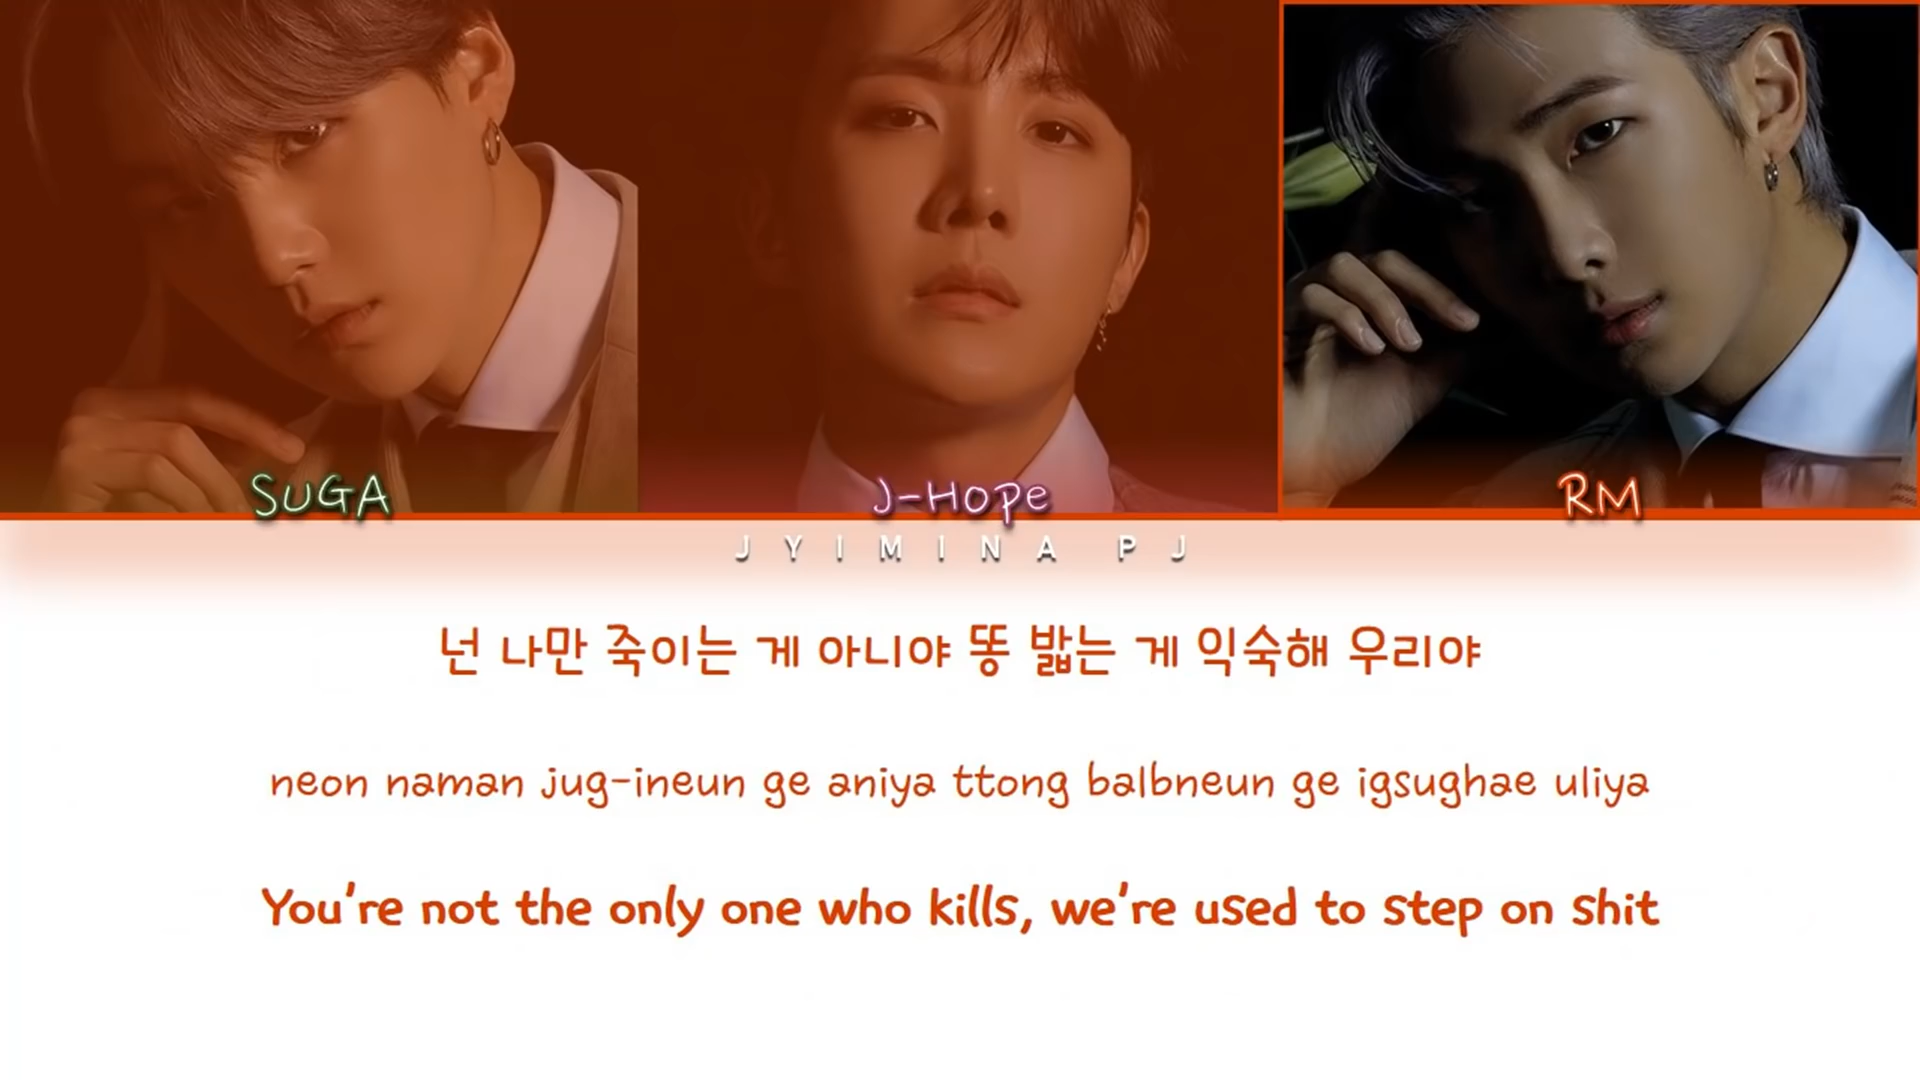 SUGA
J-Hope
RM
JYIMINA PJ
넌 나만 죽이는 게 아니야 똥 밟는 게 익숙해 우리야
neon naman jug-ineun ge aniya ttong balbneun ge igsughae uliya
You're not the only one who kills, we're used to step on shit